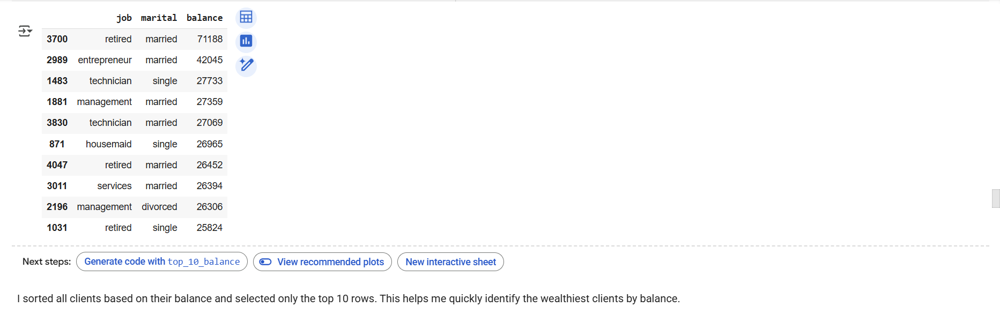 job marital balance
3700 retired married 71188
2989 entrepreneur married 42045
1483 technician single 27733
1881 management married 27359
3830 technician married 27069
871 housemaid single 26965
4047 retired married 26452
3011 services married 26394
2196 management divorced 26306
1031 retired single 25824
Next steps: Generate code with top_10_balance View recommended plots New interactive sheet
I sorted all clients based on their balance and selected only the top 10 rows. This helps me quickly identify the wealthiest clients by balance.